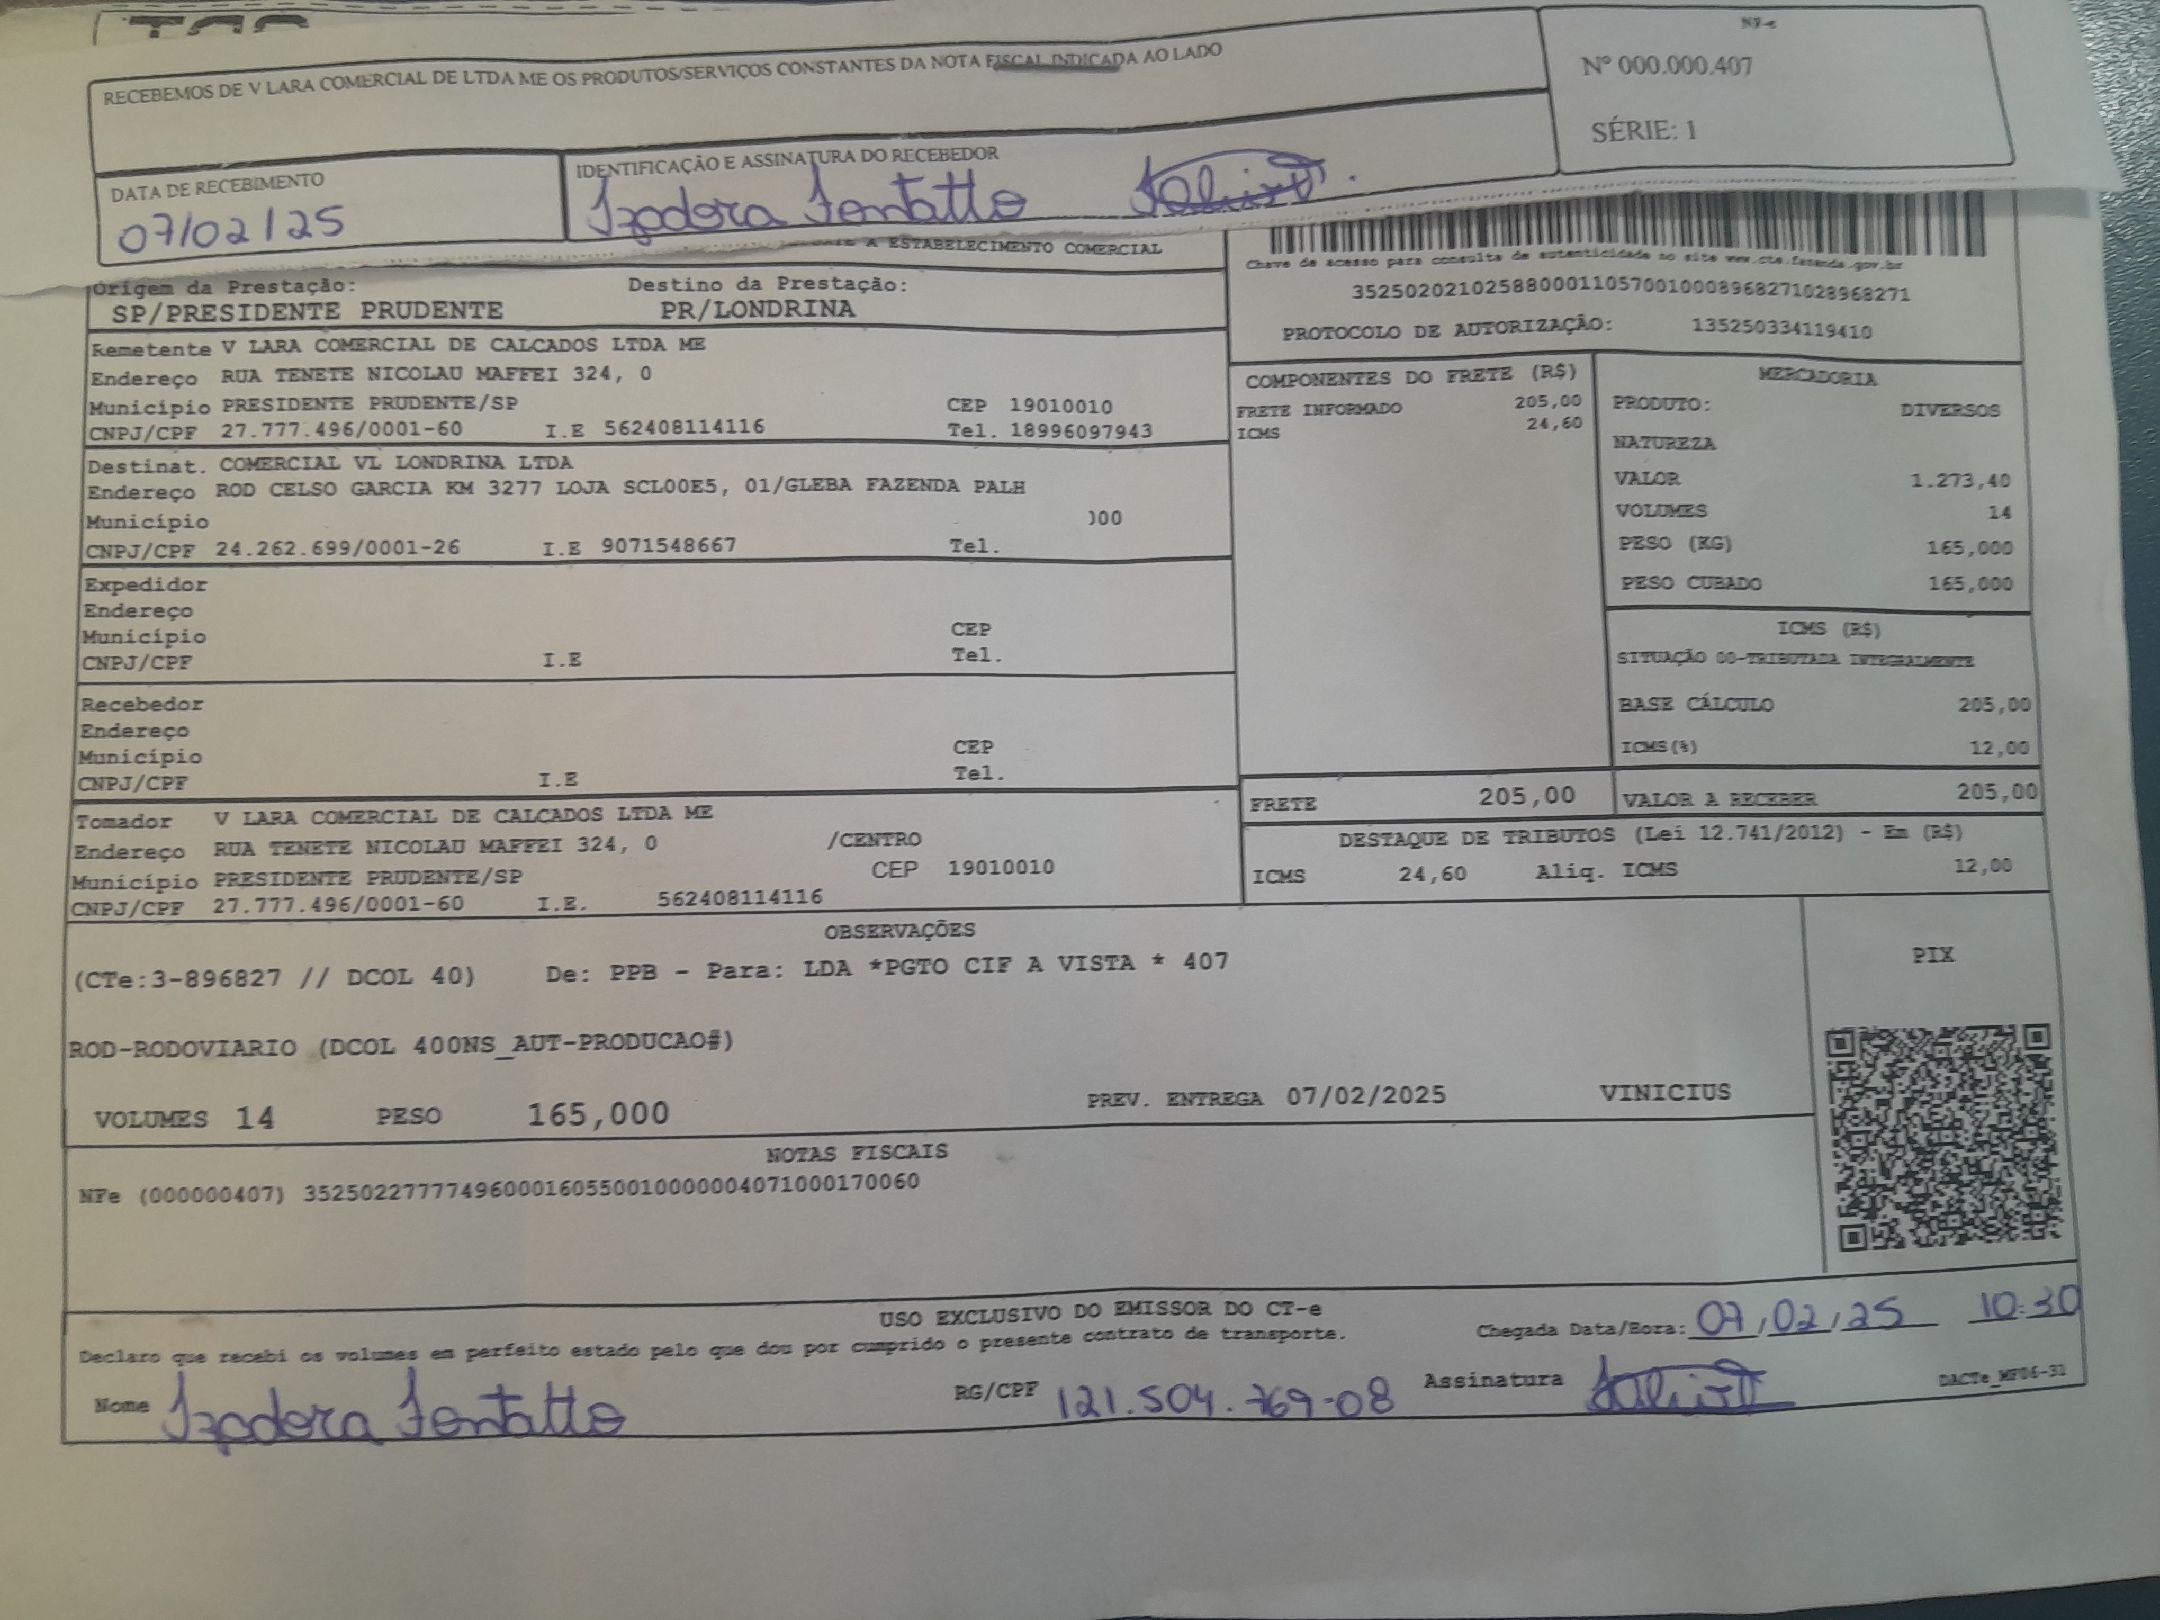 RECEBEMOS DE V LARA COMERCIAL DE LTDA ME OS PRODUTOS/SERVIÇOS CONSTANTES DA NOTA FISCAL INDICADA AO LADO
NF-e
Nº 000.000.407
SÉRIE: 1
DATA DE RECEBIMENTO
07/02/25
IDENTIFICAÇÃO E ASSINATURA DO RECEBEDOR
Izadora Fontatto
A ESTABELECIMENTO COMERCIAL
Chave de acesso para consulta de autenticidade no site www.cte.fazenda.gov.br
35250202102588000110570010008968271028968271
PROTOCOLO DE AUTORIZAÇÃO: 135250334119410
Origem da Prestação: Destino da Prestação:
SP/PRESIDENTE PRUDENTE PR/LONDRINA
Remetente V LARA COMERCIAL DE CALCADOS LTDA ME
Endereço RUA TENETE NICOLAU MAFFEI 324, 0
Município PRESIDENTE PRUDENTE/SP CEP 19010010
CNPJ/CPF 27.777.496/0001-60 I.E 562408114116 Tel. 18996097943
Destinat. COMERCIAL VL LONDRINA LTDA
Endereço ROD CELSO GARCIA KM 3277 LOJA SCL00E5, 01/GLEBA FAZENDA PALH
Município 00
CNPJ/CPF 24.262.699/0001-26 I.E 9071548667 Tel.
Expedidor
Endereço
Município CEP
CNPJ/CPF I.E Tel.
Recebedor
Endereço
Município CEP
CNPJ/CPF I.E Tel.
Tomador V LARA COMERCIAL DE CALCADOS LTDA ME
Endereço RUA TENETE NICOLAU MAFFEI 324, 0 /CENTRO
Município PRESIDENTE PRUDENTE/SP CEP 19010010
CNPJ/CPF 27.777.496/0001-60 I.E. 562408114116
COMPONENTES DO FRETE (R$)
FRETE INFORMADO 205,00
ICMS 24,60
MERCADORIA
PRODUTO: DIVERSOS
NATUREZA
VALOR 1.273,40
VOLUMES 14
PESO (KG) 165,000
PESO CUBADO 165,000
ICMS (R$)
SITUAÇÃO 00-TRIBUTADA INTEGRALMENTE
BASE CÁLCULO 205,00
ICMS(%) 12,00
FRETE 205,00 VALOR A RECEBER 205,00
DESTAQUE DE TRIBUTOS (Lei 12.741/2012) - Em (R$)
ICMS 24,60 Aliq. ICMS 12,00
OBSERVAÇÕES
(CTe:3-896827 // DCOL 40) De: PPB - Para: LDA *PGTO CIF A VISTA * 407
ROD-RODOVIARIO (DCOL 400NS_AUT-PRODUCAO#)
VOLUMES 14 PESO 165,000 PREV. ENTREGA 07/02/2025 VINICIUS
PIX
NOTAS FISCAIS
NFe (000000407) 35250227777496000160550010000004071000170060
USO EXCLUSIVO DO EMISSOR DO CT-e
Declaro que recebi os volumes em perfeito estado pelo que dou por cumprido o presente contrato de transporte.
Chegada Data/Hora: 07/02/25 10:30
Nome Izadora Fontatto RG/CPF 121.504.769-08 Assinatura
DACTe_MF06-31